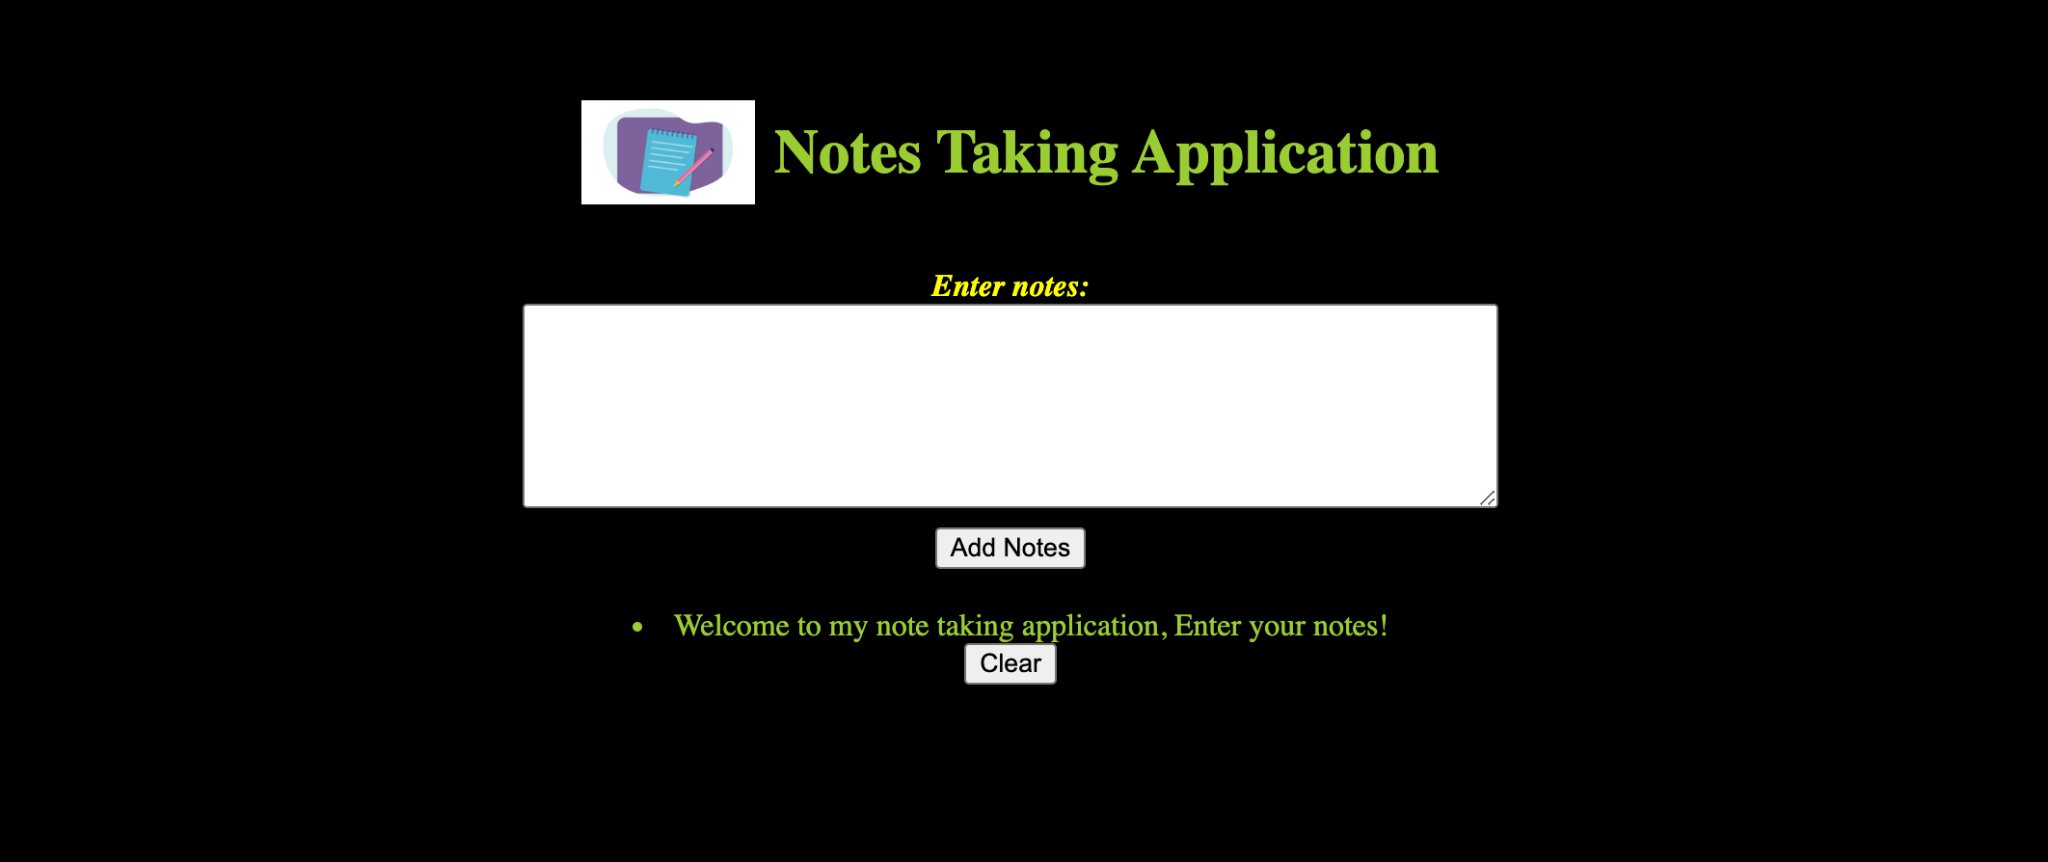 Notes Taking Application
Enter notes:
Add Notes
• Welcome to my note taking application, Enter your notes!
Clear